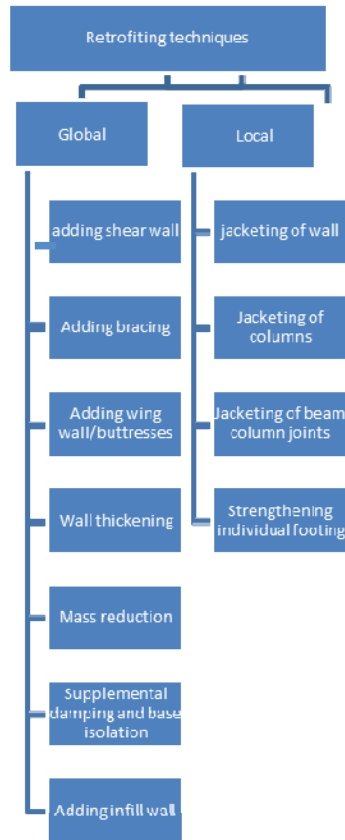 Retrofiting techniques
Global
Local
adding shear wall
Adding bracing
Adding wing
wall/buttresses
Wall thickening
Mass reduction
Supplemental
damping and base
isolation
Adding infill wall
jacketing of wall
Jacketing of
columns
Jacketing of beam
column joints
Strengthening
individual footing